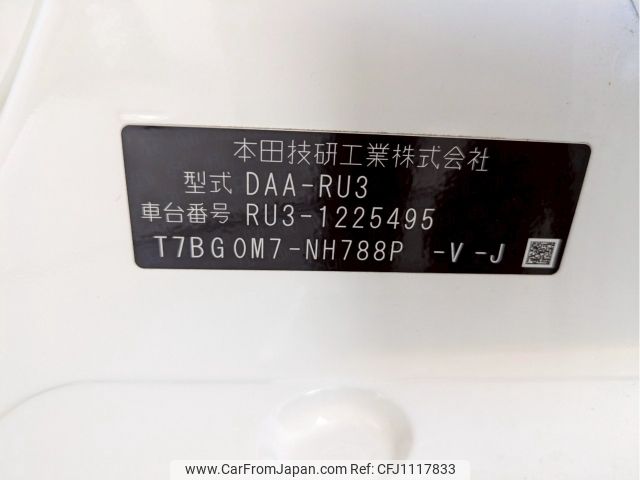 本田技研工業株式会社
型式 DAA-RU3
車台番号 RU3-1225495
T7BG0M7-NH788P -V -J
www.CarFromJapan.com | Ref. No CFJ1117833